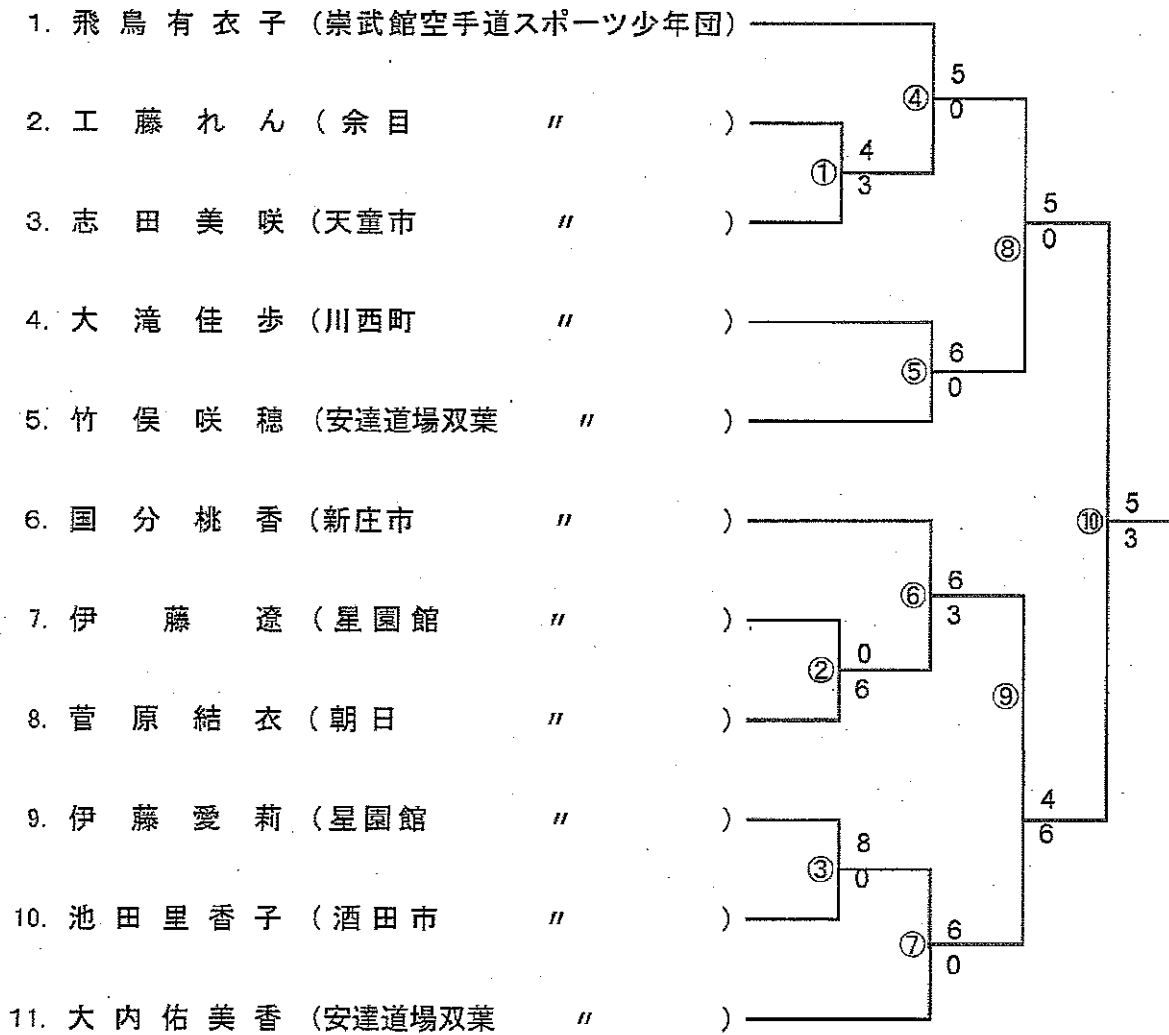 1. 飛鳥有衣子 (崇武館空手道スポーツ少年団)
2. 工藤れん (余目 〃 )
3. 志田美咲 (天童市 〃 )
4. 大滝佳歩 (川西町 〃 )
5. 竹俣咲穂 (安達道場双葉 〃 )
6. 国分桃香 (新庄市 〃 )
7. 伊藤遼 (星園館 〃 )
8. 菅原結衣 (朝日 〃 )
9. 伊藤愛莉 (星園館 〃 )
10. 池田里香子 (酒田市 〃 )
11. 大内佑美香 (安達道場双葉 〃 )
① 4 3
② 0 6
③ 8 0
④ 5 0
⑤ 6 0
⑥ 6 3
⑦ 6 0
⑧ 5 0
⑨ 4 6
⑩ 5 3